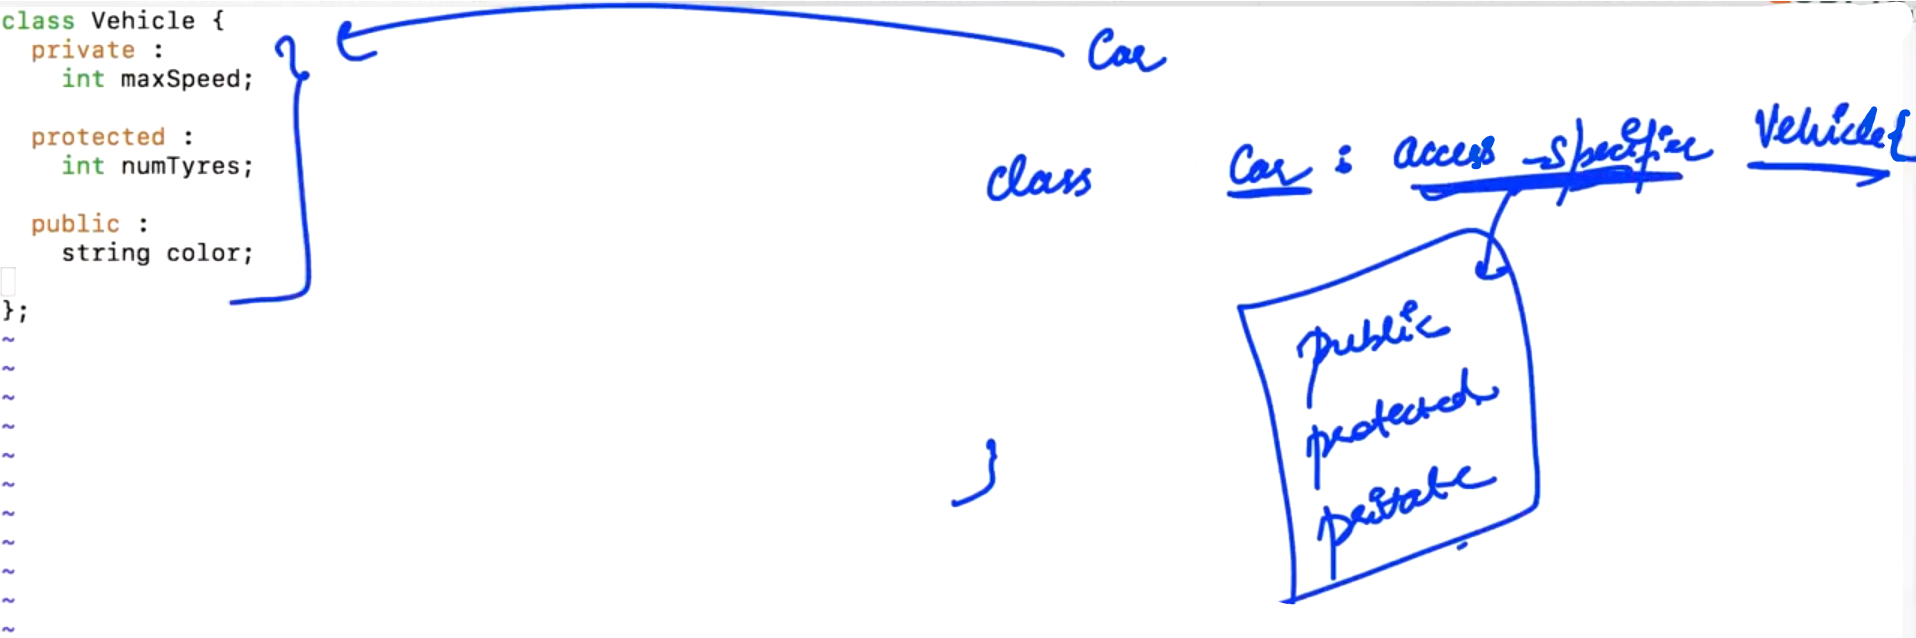 class Vehicle {
private :
int maxSpeed;
protected :
int numTyres;
public :
string color;
};
~
~
~
~
~
~
~
~
~
~
~
Car
class Car : access_specifier Vehicle{
public
protected
private
}